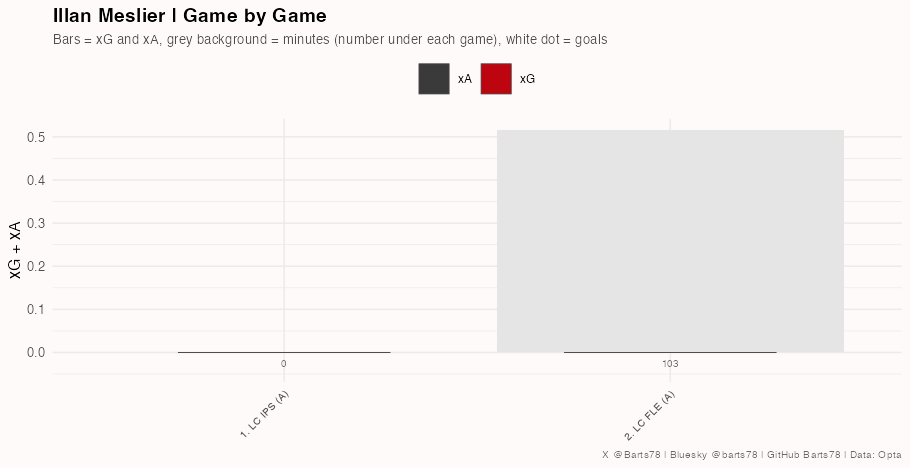 Illan Meslier | Game by Game
Bars = xG and xA, grey background = minutes (number under each game), white dot = goals
xA
xG
xG + xA
0.5
0.4
0.3
0.2
0.1
0.0
0
103
1. LC IPS (A)
2. LC FLE (A)
X @Barts78 | Bluesky @barts78 | GitHub Barts78 | Data: Opta